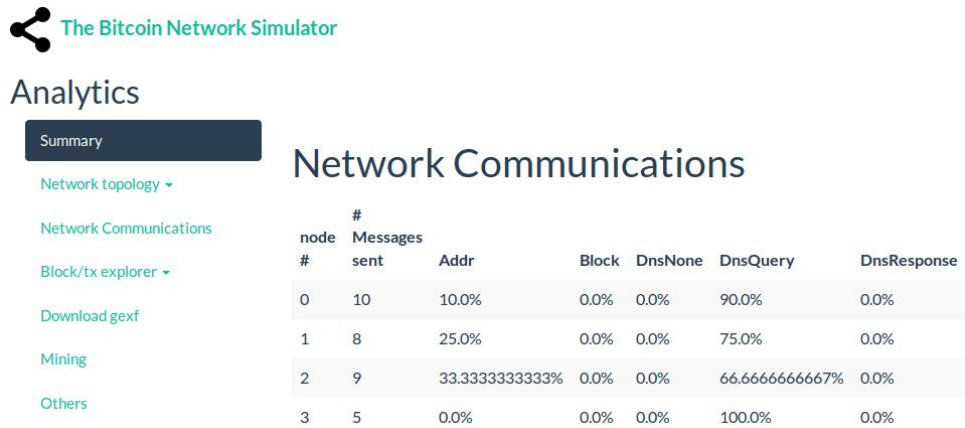 The Bitcoin Network Simulator
Analytics
Summary
Network topology
Network Communications
Block/tx explorer
Download gexf
Mining
Others
Network Communications
node # # Messages sent Addr Block DnsNone DnsQuery DnsResponse
0 10 10.0% 0.0% 0.0% 90.0% 0.0%
1 8 25.0% 0.0% 0.0% 75.0% 0.0%
2 9 33.3333333333% 0.0% 0.0% 66.6666666667% 0.0%
3 5 0.0% 0.0% 0.0% 100.0% 0.0%